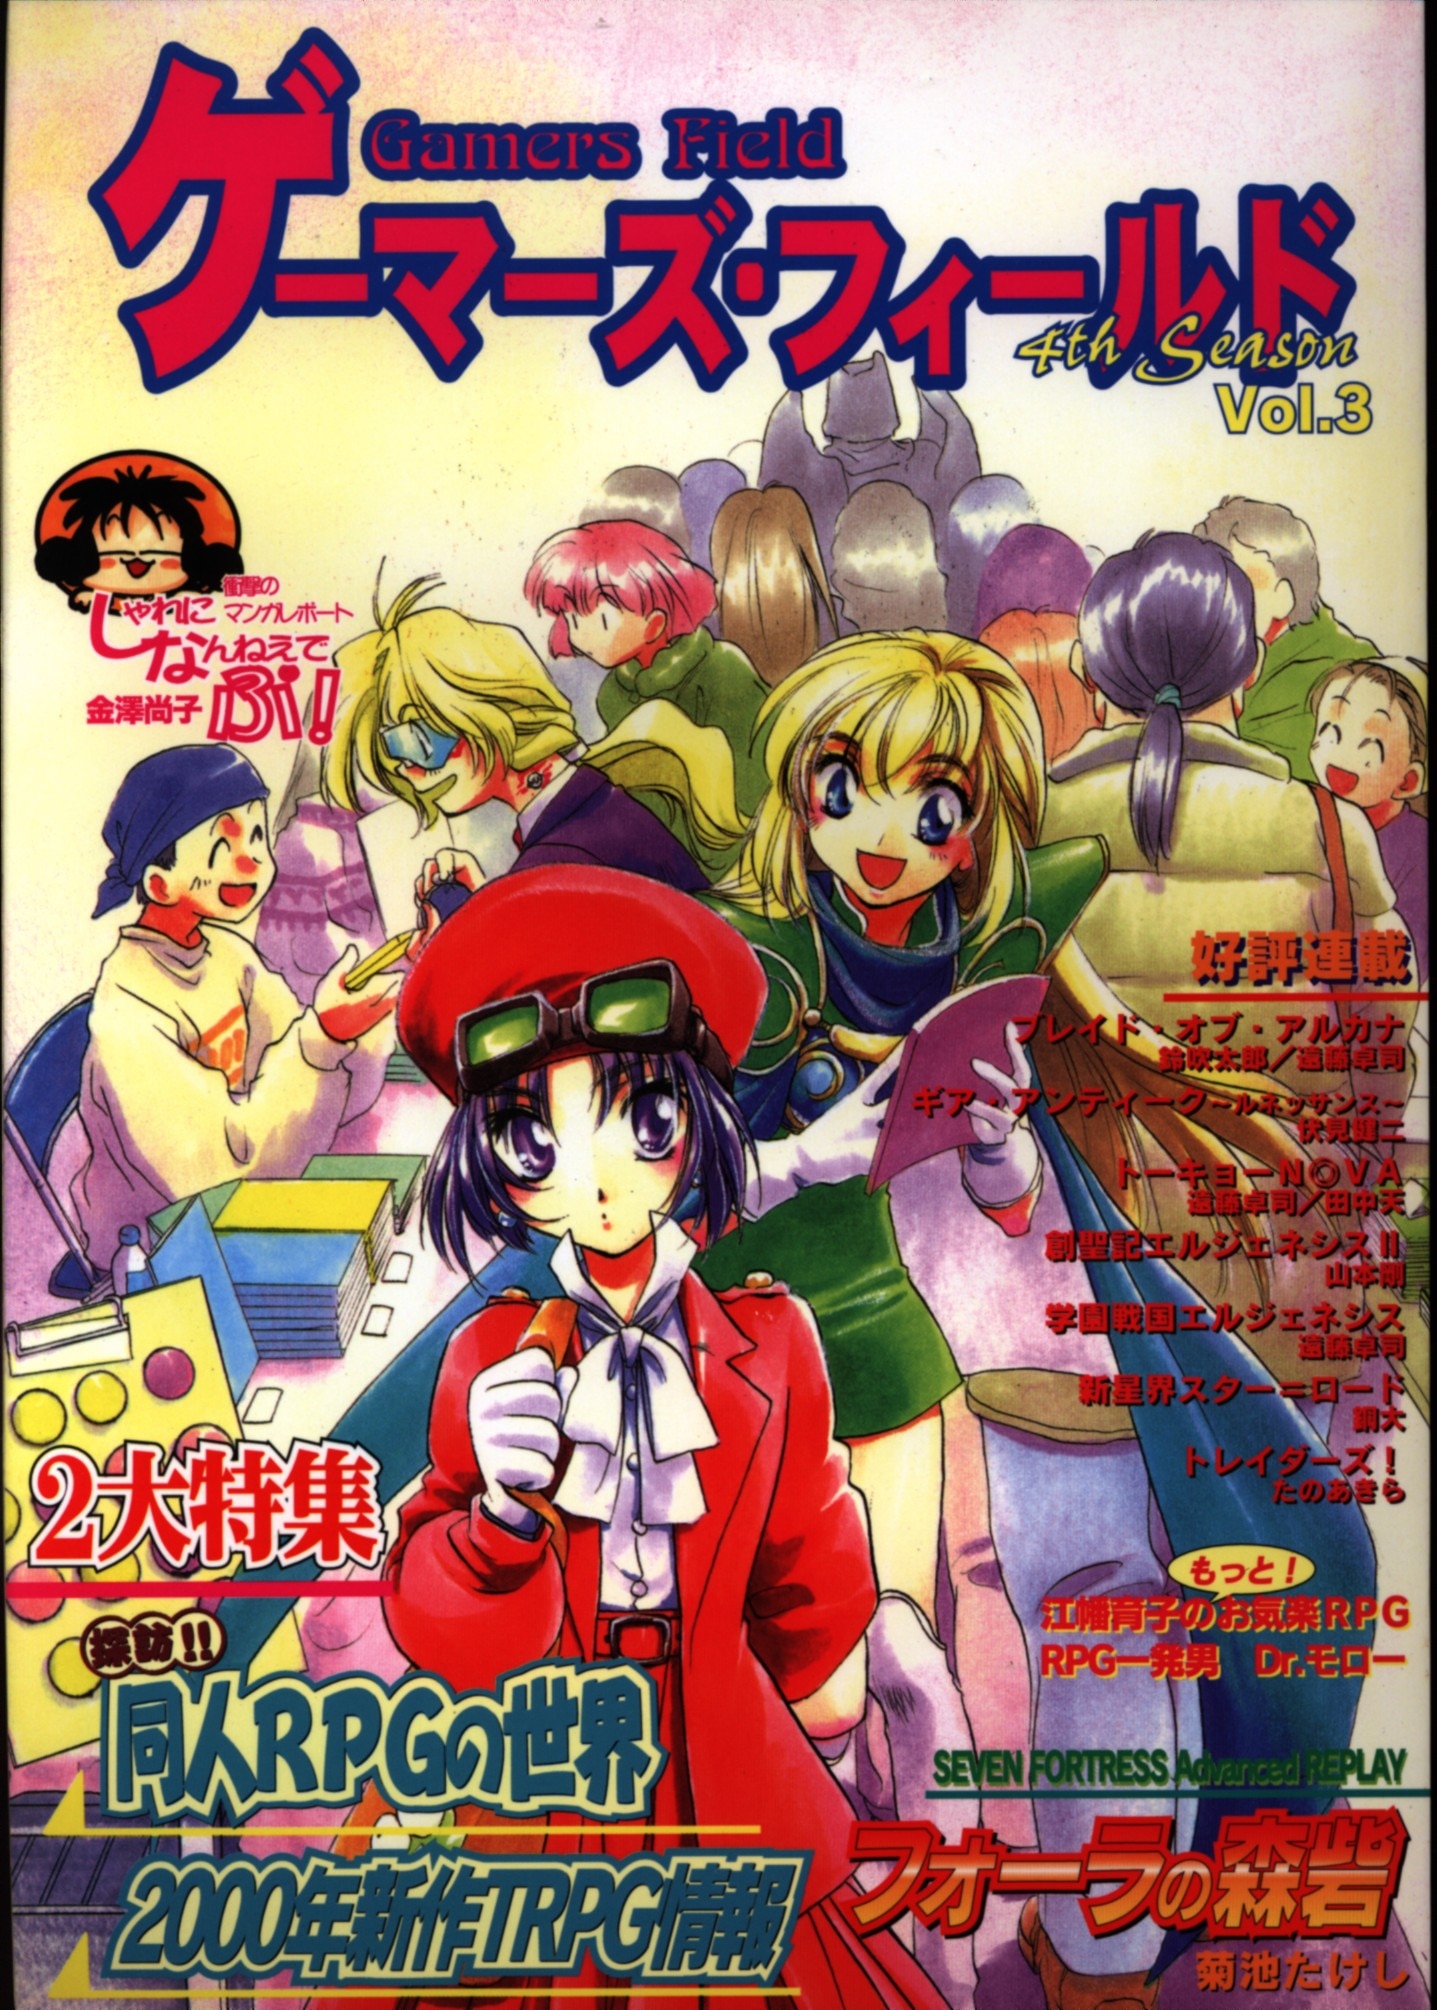 Gamers Field
ゲーマーズ・フィールド
4th Season
Vol.3
衝撃の
マンガレポート
しゃれに
なんねえで
ぷい!
金澤尚子
好評連載
ブレイド・オブ・アルカナ
鈴吹太郎/遠藤卓司
ギア・アンティーク~ルネッサンス~
伏見健二
トーキョーN◎VA
遠藤卓司/田中天
創聖記エルジェネシスⅡ
山本剛
学園戦国エルジェネシス
遠藤卓司
新星界スター=ロード
鋼大
トレイダーズ!
たのあきら
もっと!
江幡育子のお気楽RPG
RPG一発男 Dr.モロー
2大特集
探訪!!
同人RPGの世界
2000年新作TRPG情報
SEVEN FORTRESS Advanced REPLAY
フォーラの森砦
菊池たけし